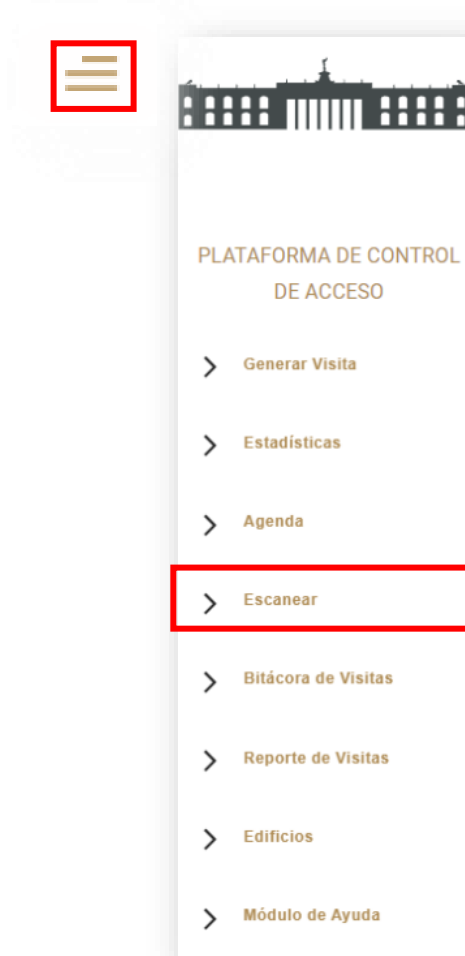 PLATAFORMA DE CONTROL
DE ACCESO
Generar Visita
Estadísticas
Agenda
Escanear
Bitácora de Visitas
Reporte de Visitas
Edificios
Módulo de Ayuda